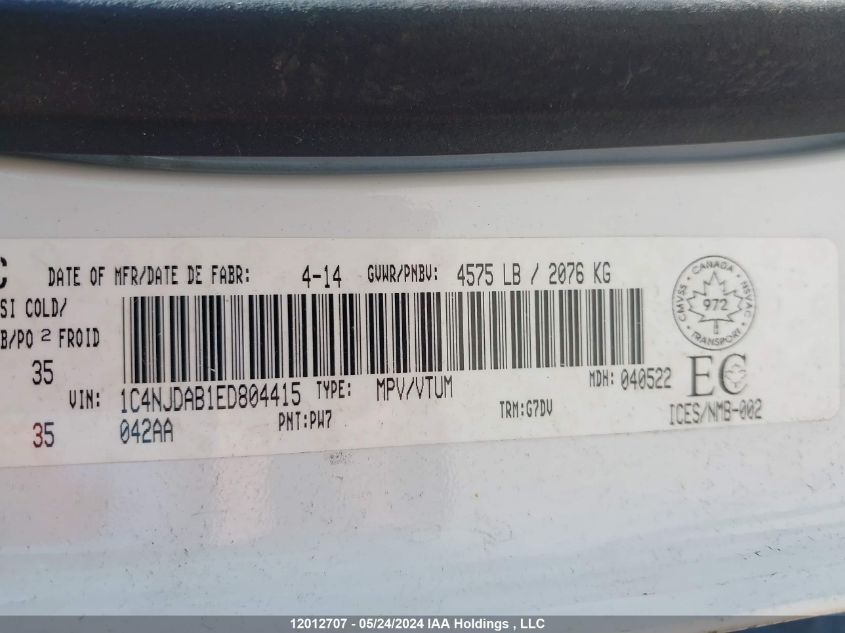 C DATE OF MFR/DATE DE FABR: 4-14 GVWR/PNBV: 4575 LB / 2076 KG
SI COLD/
B/PO 2 FROID
35
VIN: 1C4NJDAB1ED804415 TYPE: MPV/VTUM MDH: 040522
35 042AA PNT:PW7 TRM:G7DV
CANADA
CMVSS NSVAC
972
TRANSPORT
EC
ICES/NMB-002
12012707 - 05/24/2024 IAA Holdings , LLC